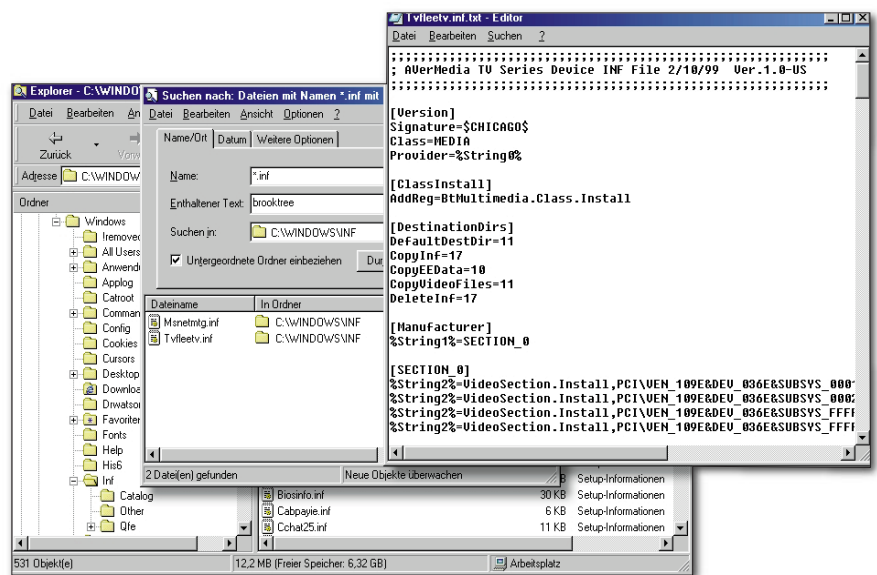 Tvfleetv.inf.txt - Editor
Datei Bearbeiten Suchen ?
;;;;;;;;;;;;;;;;;;;;;;;;;;;;;;;;;;;;;;;;;;;;;;;;;;
; AVerMedia TV Series Device INF File 2/10/99 Ver.1.0-US
;;;;;;;;;;;;;;;;;;;;;;;;;;;;;;;;;;;;;;;;;;;;;;;;;;
[Version]
Signature=$CHICAGO$
Class=MEDIA
Provider=%String0%
[ClassInstall]
AddReg=BtMultimedia.Class.Install
[DestinationDirs]
DefaultDestDir=11
CopyInf=17
CopyEEData=10
CopyVideoFiles=11
DeleteInf=17
[Manufacturer]
%String1%=SECTION_0
[SECTION_0]
%String2%=VideoSection.Install,PCI\VEN_109E&DEV_036E&SUBSYS_0001
%String2%=VideoSection.Install,PCI\VEN_109E&DEV_036E&SUBSYS_0002
%String2%=VideoSection.Install,PCI\VEN_109E&DEV_036E&SUBSYS_FFFF
%String2%=VideoSection.Install,PCI\VEN_109E&DEV_036E&SUBSYS_FFFF
Suchen nach: Dateien mit Namen *.inf mit
Datei Bearbeiten Ansicht Optionen ?
Name/Ort Datum Weitere Optionen
Name: *.inf
Enthaltener Text: brooktree
Suchen in: C:\WINDOWS\INF
Untergeordnete Ordner einbeziehen
Dateiname In Ordner
Msnetmtg.inf C:\WINDOWS\INF
Tvfleetv.inf C:\WINDOWS\INF
2 Datei(en) gefunden Neue Objekte überwachen
Explorer - C:\WINDO
Datei Bearbeiten An
Zurück
Adresse C:\WINDOW
Ordner
Windows
!removed
All Users
Anwend
Applog
Catroot
Comman
Config
Cookies
Cursors
Desktop
Downloa
Drwatson
Favoriten
Fonts
Help
His6
Inf
Catalog
Other
Qfe
B Setup-Informationen
Biosinfo.inf 30 KB Setup-Informationen
Cabpayie.inf 6 KB Setup-Informationen
Cchat25.inf 11 KB Setup-Informationen
531 Objekt(e) 12,2 MB (Freier Speicher: 6,32 GB) Arbeitsplatz